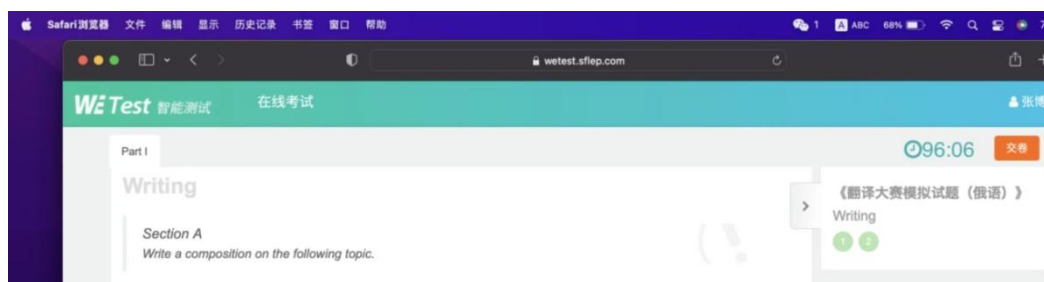 Safari浏览器 文件 编辑 显示 历史记录 书签 窗口 帮助 1 A ABC 68%
wetest.sflep.com
WE Test 智能测试 在线考试 张博
Part I 96:06 交卷
Writing
《翻译大赛模拟试题（俄语）》
Writing
Section A
1 2
Write a composition on the following topic.